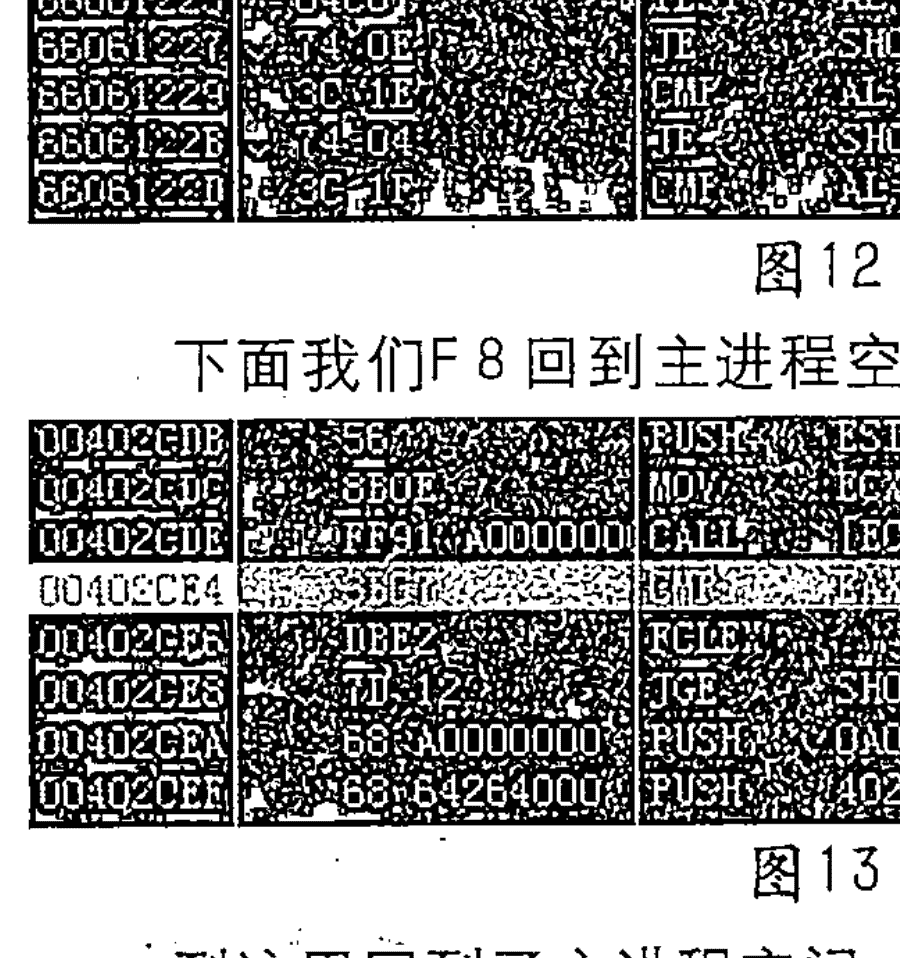 66061227 74 0E JE SHO
66061229 3C 1E CMP AL
6606122B 74 04 JE SHO
6606122D 3C 1F CMP AL
图12
下面我们F8回到主进程空
00402CDB 56 PUSH ESI
00402CDC 8B0E MOV ECX
00402CDE FF91 A0000000 CALL [EC
00402CE4 3BC7 CMP EAX
00402CE6 DBE2 FCLEX
00402CE8 7D 12 JGE SHO
00402CEA 68 A0000000 PUSH 0A0
00402CEF 68 64264000 PUSH 402
图13